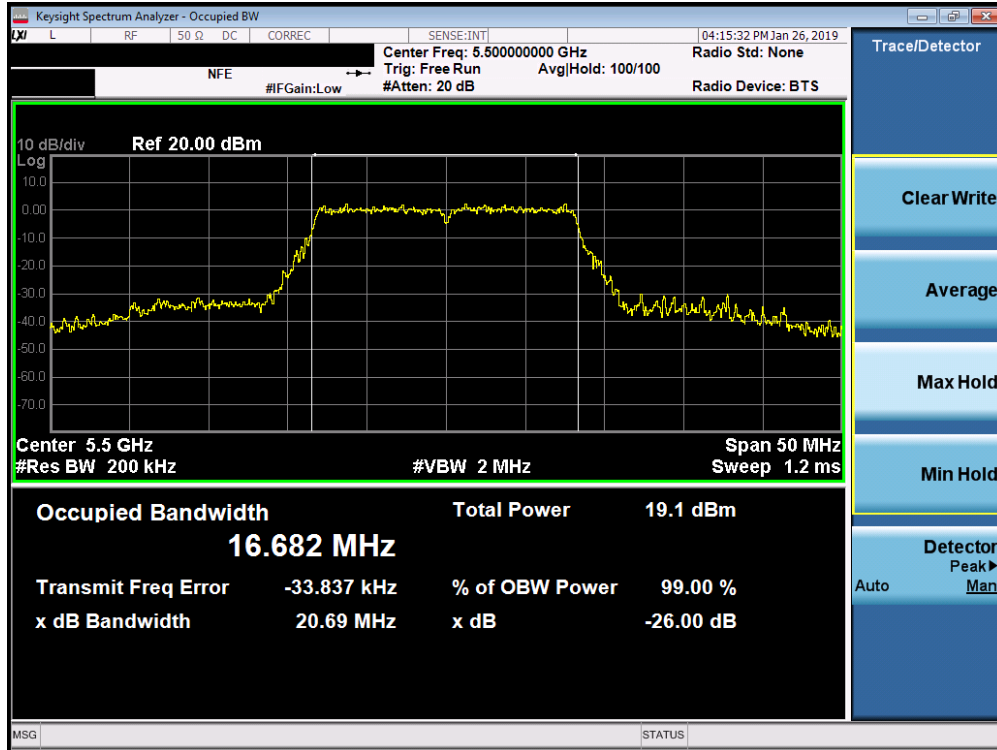 Keysight Spectrum Analyzer - Occupied BW
LXI L RF 50 Ω DC CORREC SENSE:INT 04:15:32 PM Jan 26, 2019
Center Freq: 5.500000000 GHz Radio Std: None
NFE Trig: Free Run Avg|Hold: 100/100
#IFGain:Low #Atten: 20 dB Radio Device: BTS
Trace/Detector
10 dB/div Ref 20.00 dBm
Log
10.0
0.00
-10.0
-20.0
-30.0
-40.0
-50.0
-60.0
-70.0
Center 5.5 GHz Span 50 MHz
#Res BW 200 kHz #VBW 2 MHz Sweep 1.2 ms
Occupied Bandwidth Total Power 19.1 dBm
16.682 MHz
Transmit Freq Error -33.837 kHz % of OBW Power 99.00 %
x dB Bandwidth 20.69 MHz x dB -26.00 dB
Clear Write
Average
Max Hold
Min Hold
Detector
Peak▶
Auto Man
MSG STATUS